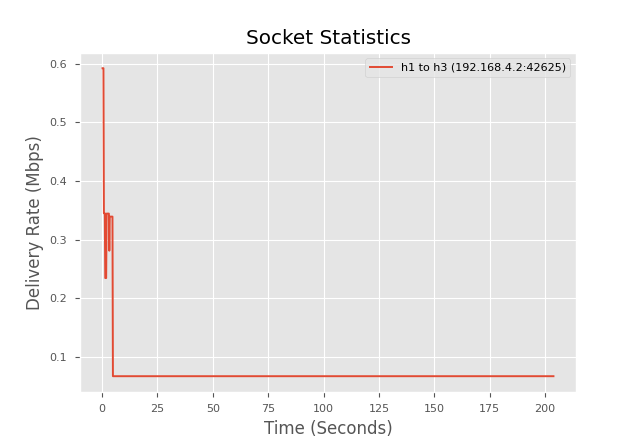 Socket Statistics
h1 to h3 (192.168.4.2:42625)
Delivery Rate (Mbps)
0.6
0.5
0.4
0.3
0.2
0.1
0 25 50 75 100 125 150 175 200
Time (Seconds)